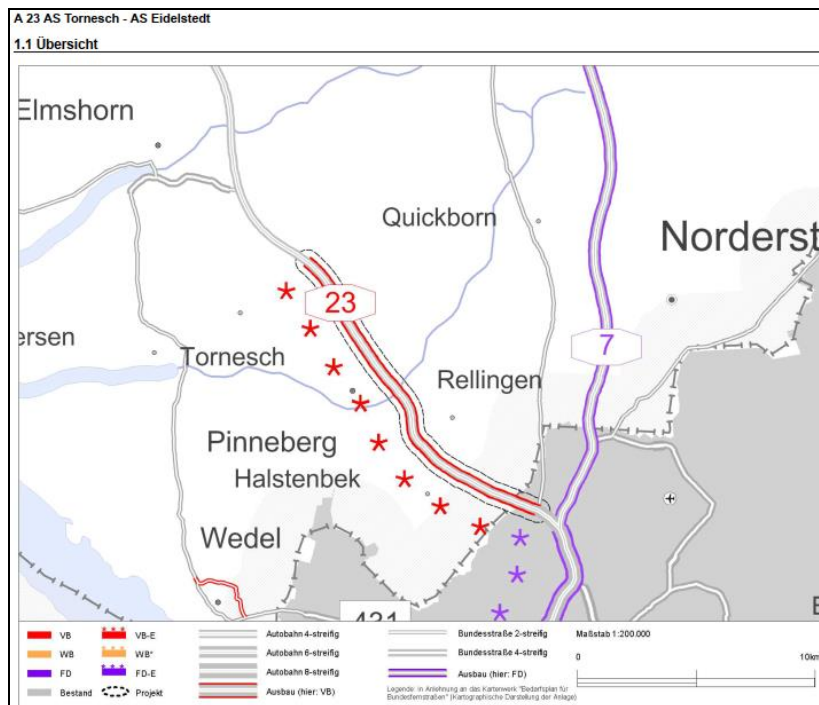 A 23 AS Tornesch - AS Eidelstedt
1.1 Übersicht
Elmshorn
Quickborn
Norderst
23
7
ersen
Tornesch
Rellingen
Pinneberg
Halstenbek
Wedel
431
VB
VB-E
Autobahn 4-streifig
Bundesstraße 2-streifig
Maßstab 1:200.000
WB
WB*
Autobahn 6-streifig
Bundesstraße 4-streifig
0
10km
FD
FD-E
Autobahn 8-streifig
Ausbau (hier: FD)
Bestand
Projekt
Ausbau (hier: VB)
Legende: in Anlehnung an das Kartenwerk "Bedarfsplan für
Bundesfernstraßen" (Kartographische Darstellung der Anlage)